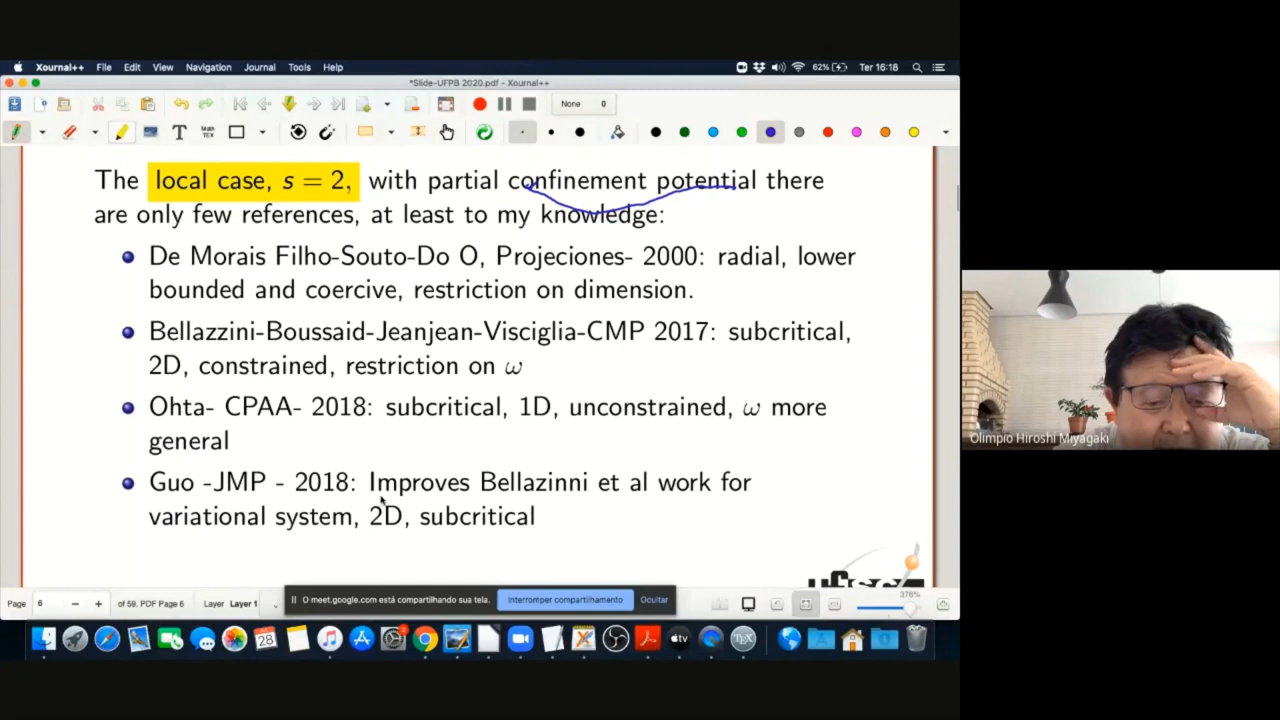 Xournal++ File Edit View Navigation Journal Tools Help 62% Ter 16:18
*Slide-UFPB 2020.pdf - Xournal++
None 0
The local case, s = 2, with partial confinement potential there
are only few references, at least to my knowledge:
De Morais Filho-Souto-Do O, Projeciones- 2000: radial, lower
bounded and coercive, restriction on dimension.
Bellazzini-Boussaid-Jeanjean-Visciglia-CMP 2017: subcritical,
2D, constrained, restriction on ω
Ohta- CPAA- 2018: subcritical, 1D, unconstrained, ω more
general
Guo -JMP - 2018: Improves Bellazinni et al work for
variational system, 2D, subcritical
Olimpio Hiroshi Miyagaki
Page 6 of 59, PDF Page 6 Layer Layer 1
O meet.google.com está compartilhando sua tela. Interromper compartilhamento Ocultar
376%
28
tv